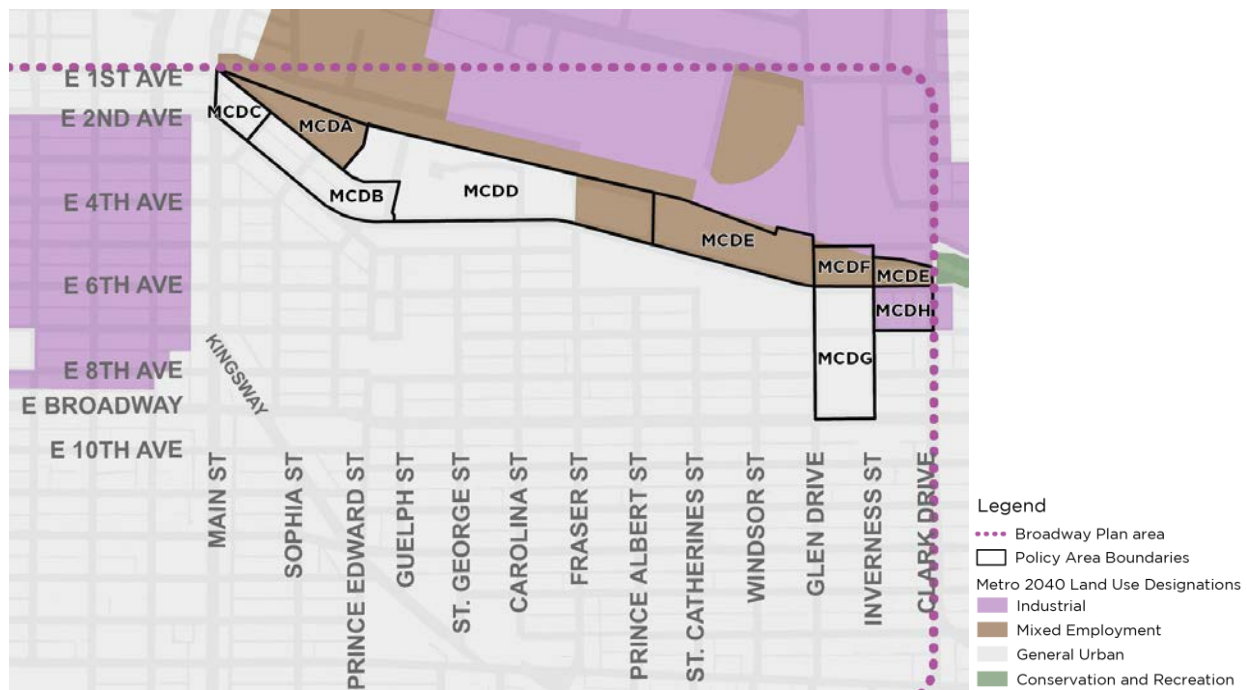 E 1ST AVE
E 2ND AVE
E 4TH AVE
E 6TH AVE
E 8TH AVE
E BROADWAY
E 10TH AVE
KINGSWAY
MCDC
MCDA
MCDB
MCDD
MCDE
MCDF
MCDE
MCDH
MCDG
MAIN ST
SOPHIA ST
PRINCE EDWARD ST
GUELPH ST
ST. GEORGE ST
CAROLINA ST
FRASER ST
PRINCE ALBERT ST
ST. CATHERINES ST
WINDSOR ST
GLEN DRIVE
INVERNESS ST
CLARK DRIVE
Legend
Broadway Plan area
Policy Area Boundaries
Metro 2040 Land Use Designations
Industrial
Mixed Employment
General Urban
Conservation and Recreation